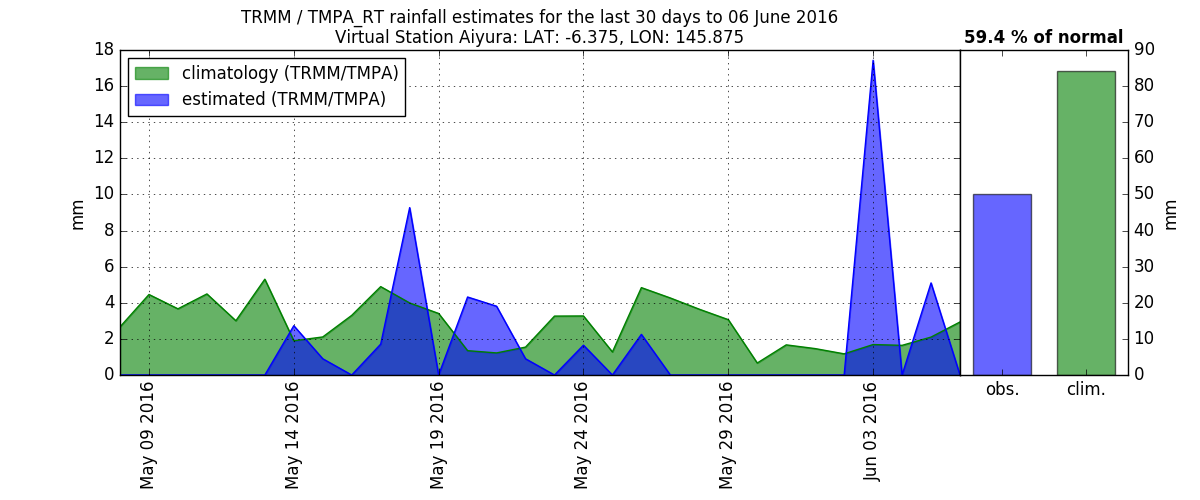 TRMM / TMPA_RT rainfall estimates for the last 30 days to 06 June 2016
Virtual Station Aiyura: LAT: -6.375, LON: 145.875
59.4 % of normal
climatology (TRMM/TMPA)
estimated (TRMM/TMPA)
18
16
14
12
10
8
6
4
2
0
mm
May 09 2016
May 14 2016
May 19 2016
May 24 2016
May 29 2016
Jun 03 2016
obs.
clim.
90
80
70
60
50
40
30
20
10
0
mm